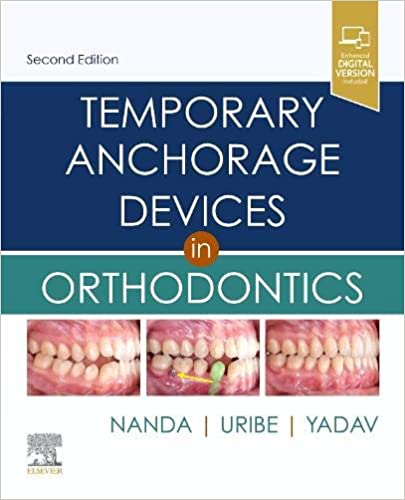 Second Edition
Enhanced
DIGITAL
VERSION
Included
TEMPORARY
ANCHORAGE
DEVICES
in
ORTHODONTICS
NANDA | URIBE | YADAV
ELSEVIER